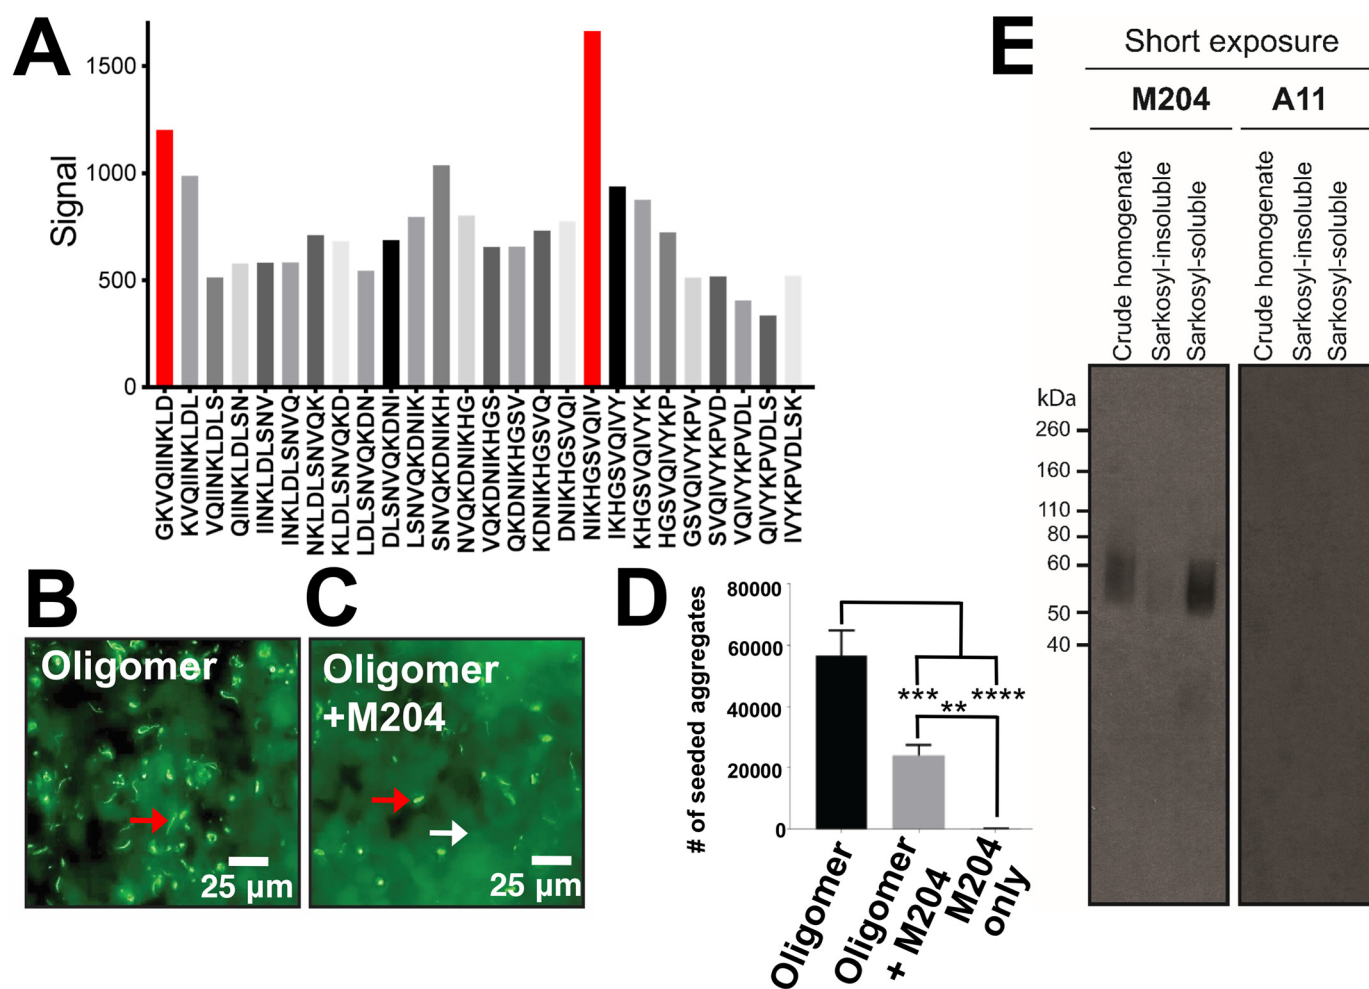 A
Signal
1500
1000
500
0
GKVQIINKLD
KVQIINKLDL
VQIINKLDLS
QIINKLDLSN
IINKLDLSNV
INKLDLSNVQ
NKLDLSNVQK
KLDLSNVQKD
LDLSNVQKDN
DLSNVQKDNI
LSNVQKDNIK
SNVQKDNIKH
NVQKDNIKHG
VQKDNIKHGS
QKDNIKHGSV
KDNIKHGSVQ
DNIKHGSVQI
NIKHGSVQIV
IKHGSVQIVY
KHGSVQIVYK
HGSVQIVYKP
GSVQIVYKPV
SVQIVYKPVD
VQIVYKPVDL
QIVYKPVDLS
IVYKPVDLSK
B
Oligomer
25 µm
C
Oligomer
+M204
25 µm
D
# of seeded aggregates
80000
60000
40000
20000
0
*** ****
**
Oligomer
Oligomer
+ M204
M204
only
E
Short exposure
M204 A11
Crude homogenate
Sarkosyl-insoluble
Sarkosyl-soluble
Crude homogenate
Sarkosyl-insoluble
Sarkosyl-soluble
kDa
260
160
110
80
60
50
40